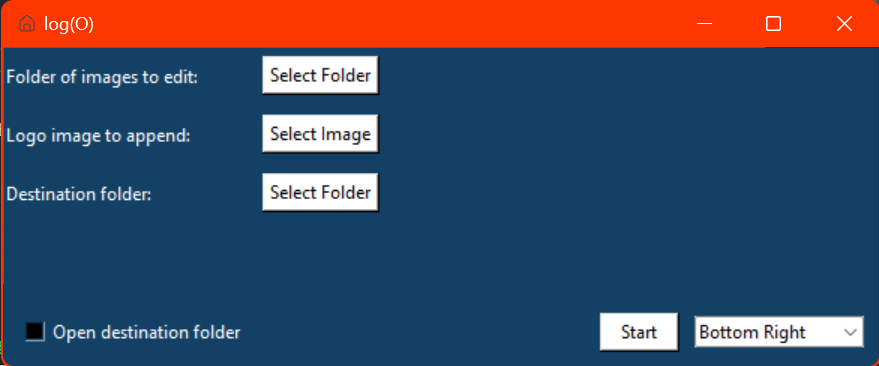 log(O)
Folder of images to edit: Select Folder
Logo image to append: Select Image
Destination folder: Select Folder
Open destination folder Start Bottom Right